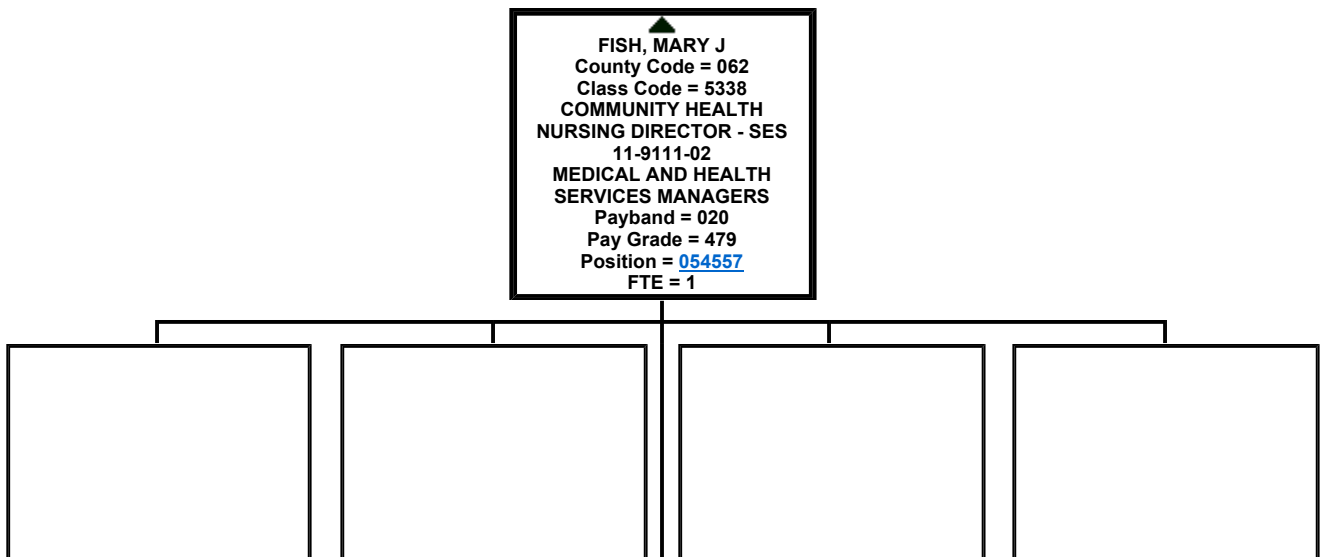 FISH, MARY J
County Code = 062
Class Code = 5338
COMMUNITY HEALTH
NURSING DIRECTOR - SES
11-9111-02
MEDICAL AND HEALTH
SERVICES MANAGERS
Payband = 020
Pay Grade = 479
Position = 054557
FTE = 1